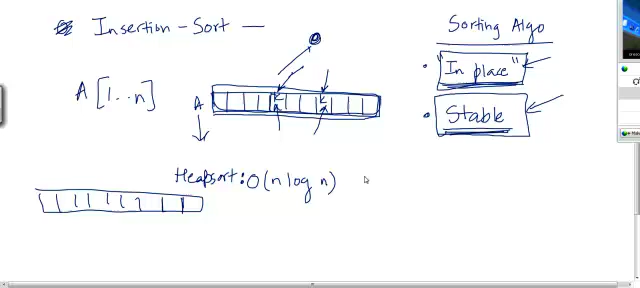 Insertion-Sort —
Sorting Algo
"In place"
A[1..n]
A
Stable
Heapsort: O(n log n)